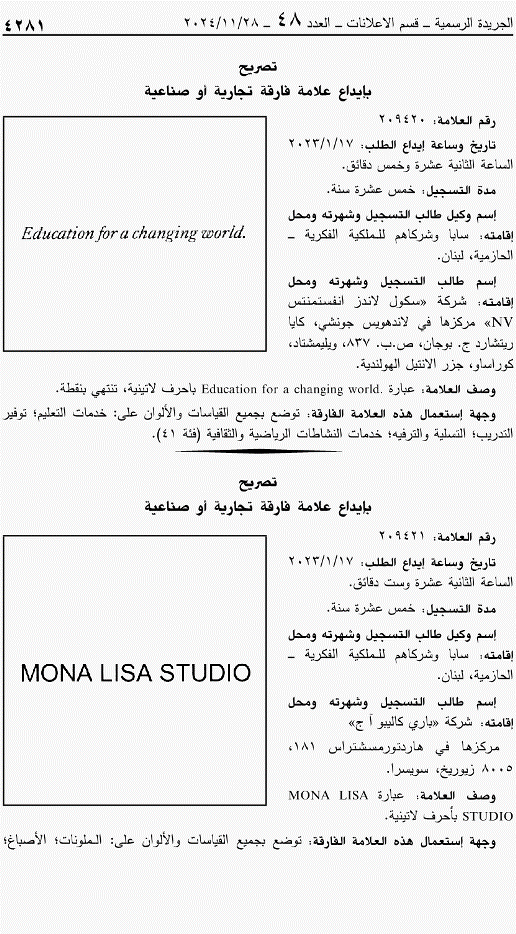 الجريدة الرسمية ـ قسم الاعلانات ـ العدد ٤٨ ـ ٢٠٢٤/١١/٢٨
٤٢٨١
تصريح
بإيداع علامة فارقة تجارية أو صناعية
رقم العلامة: ٢٠٩٤٢٠
تاريخ وساعة إيداع الطلب: ٢٠٢٣/١/١٧
الساعة الثانية عشرة وخمس دقائق.
مدة التسجيل: خمس عشرة سنة.
إسم وكيل طالب التسجيل وشهرته ومحل
إقامته: سابا وشركاهم للملكية الفكرية ـ
الحازمية، لبنان.
إسم طالب التسجيل وشهرته ومحل
إقامته: شركة «سكول لاندز انفستمنتس
NV» مركزها في لاندهويس جونشي، كايا
ريتشارد ج. بوجان، ص.ب. ٨٣٧، ويليمشتاد،
كوراساو، جزر الانتيل الهولندية.
Education for a changing world.
وصف العلامة: عبارة Education for a changing world. باحرف لاتينية، تنتهي بنقطة.
وجهة إستعمال هذه العلامة الفارقة: توضع بجميع القياسات والألوان على: خدمات التعليم؛ توفير
التدريب؛ التسلية والترفيه؛ خدمات النشاطات الرياضية والثقافية (فئة ٤١).
تصريح
بإيداع علامة فارقة تجارية أو صناعية
رقم العلامة: ٢٠٩٤٢١
تاريخ وساعة إيداع الطلب: ٢٠٢٣/١/١٧
الساعة الثانية عشرة وست دقائق.
مدة التسجيل: خمس عشرة سنة.
إسم وكيل طالب التسجيل وشهرته ومحل
إقامته: سابا وشركاهم للملكية الفكرية ـ
الحازمية، لبنان.
إسم طالب التسجيل وشهرته ومحل
إقامته: شركة «باري كاليبو آ ج»
مركزها في هاردتورمسشتراس ١٨١،
٨٠٠٥ زيوريخ، سويسرا.
MONA LISA STUDIO
وصف العلامة: عبارة MONA LISA
STUDIO بأحرف لاتينية.
وجهة إستعمال هذه العلامة الفارقة: توضع بجميع القياسات والألوان على: الملونات؛ الأصباغ؛